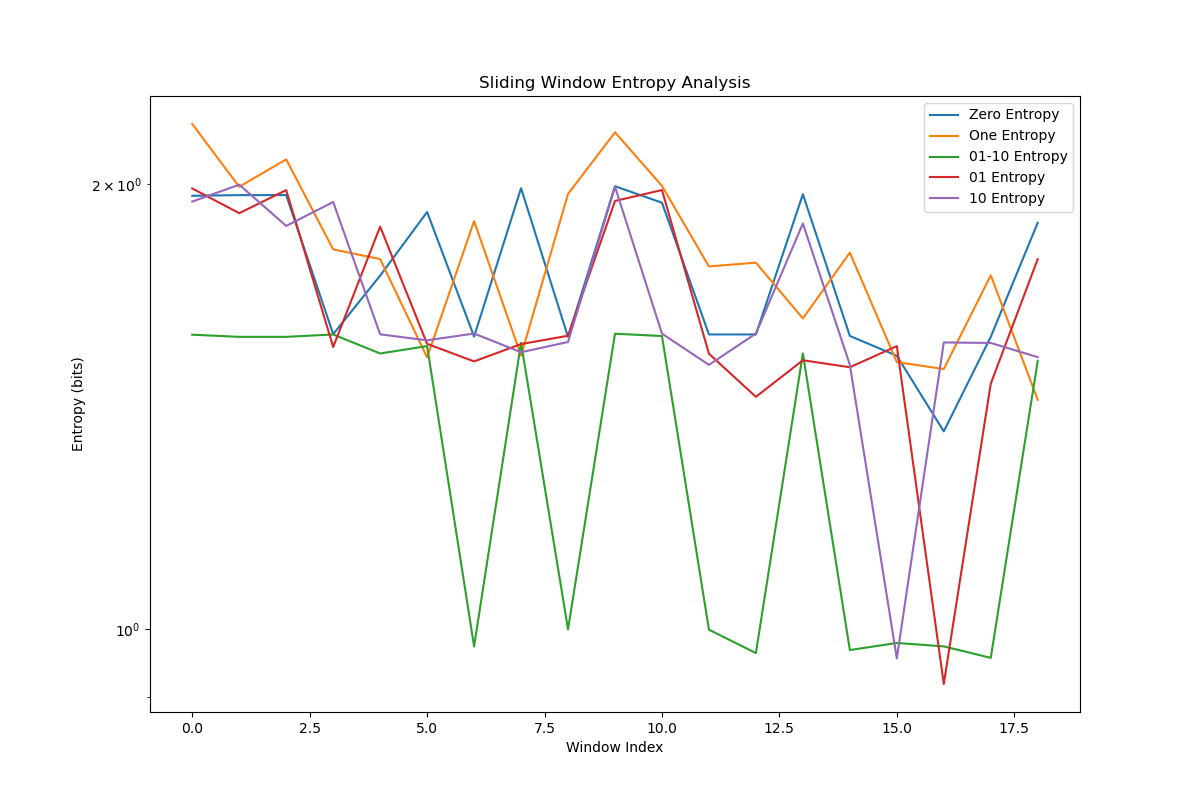 Sliding Window Entropy Analysis
Zero Entropy
One Entropy
01-10 Entropy
01 Entropy
10 Entropy
2 × 10⁰
10⁰
Entropy (bits)
0.0 2.5 5.0 7.5 10.0 12.5 15.0 17.5
Window Index